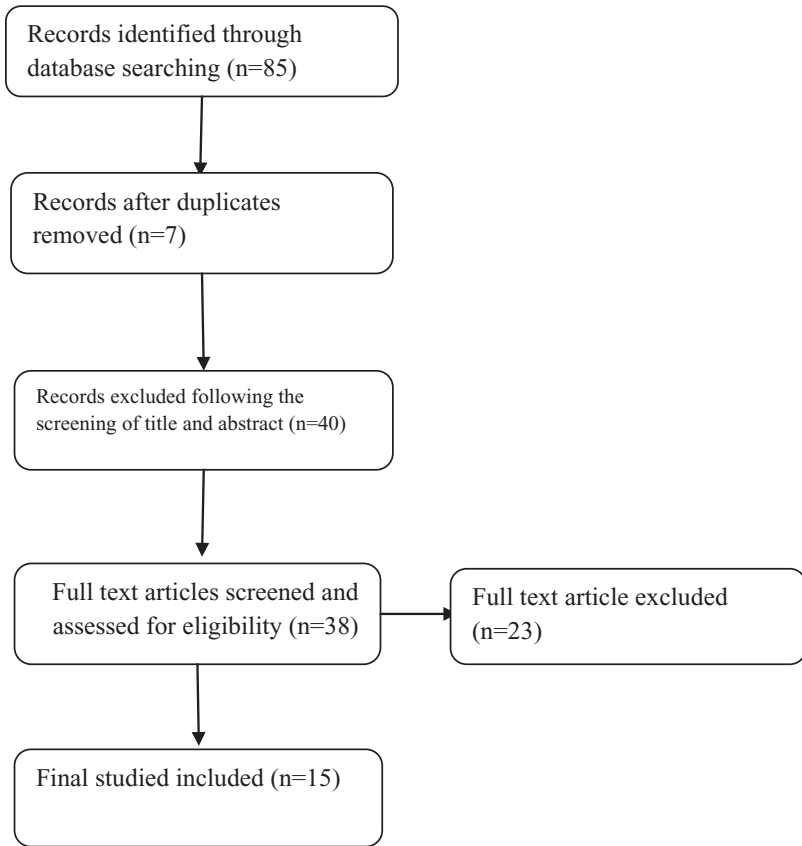 Records identified through
database searching (n=85)
Records after duplicates
removed (n=7)
Records excluded following the
screening of title and abstract (n=40)
Full text articles screened and
assessed for eligibility (n=38)
Full text article excluded
(n=23)
Final studied included (n=15)